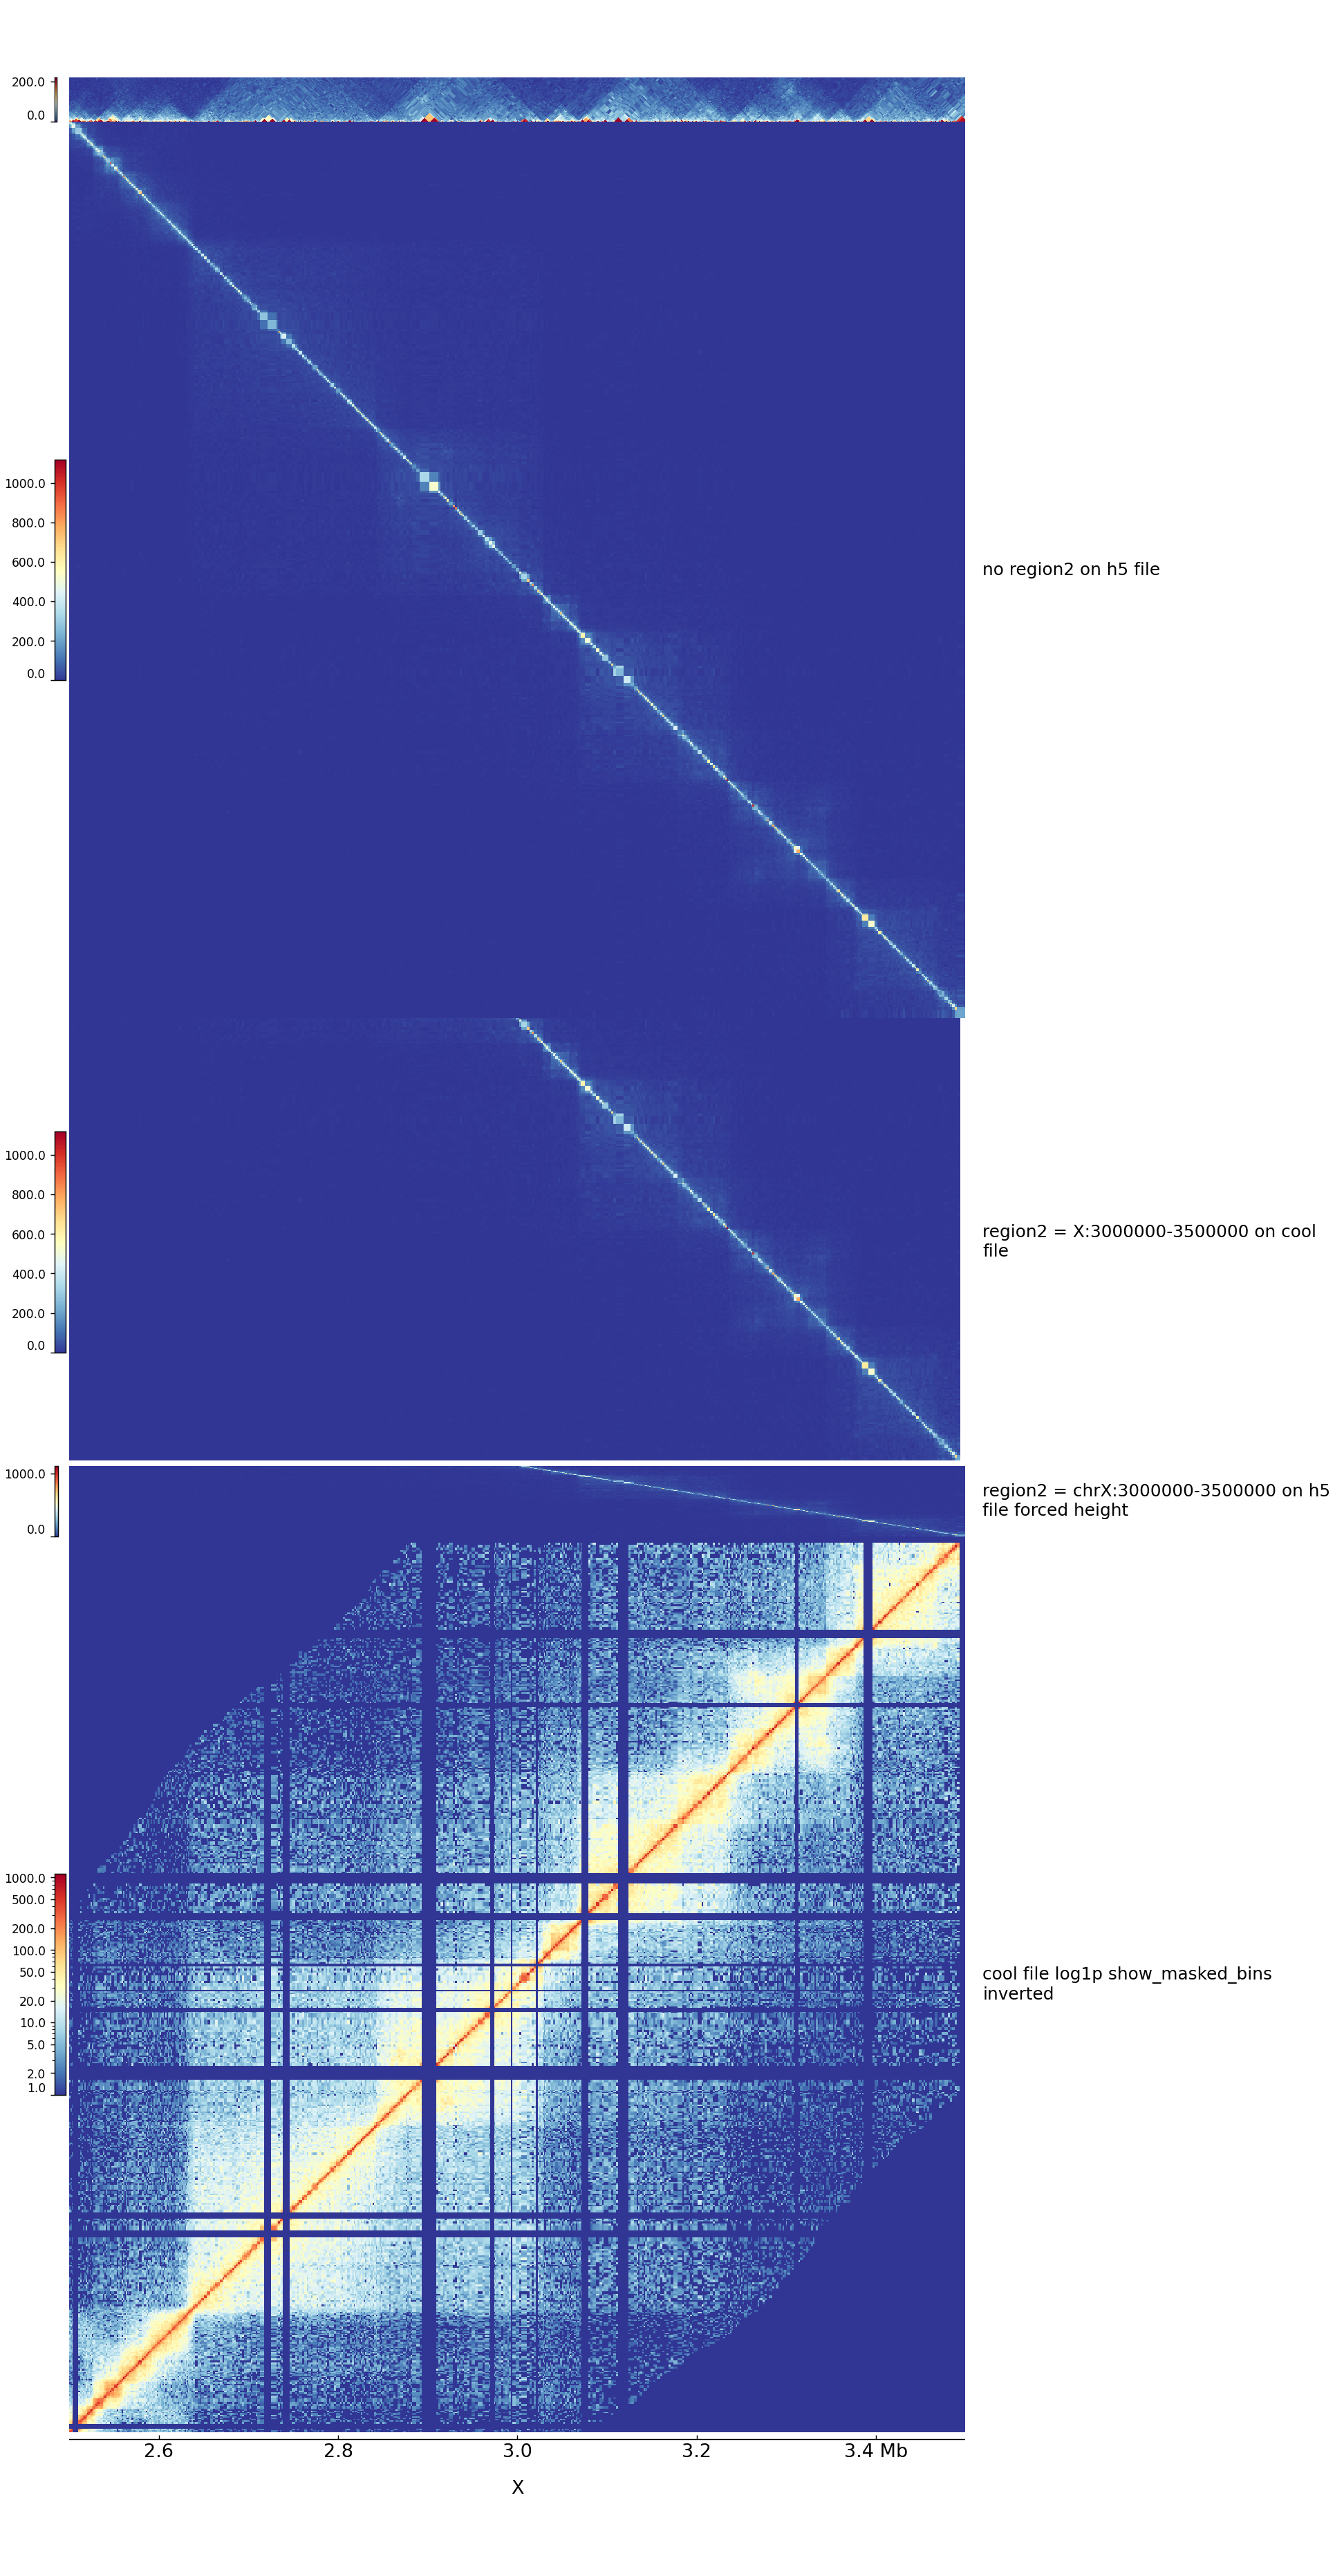 200.0
0.0
1000.0
800.0
600.0
400.0
200.0
0.0
no region2 on h5 file
1000.0
800.0
600.0
400.0
200.0
0.0
region2 = X:3000000-3500000 on cool
file
1000.0
0.0
region2 = chrX:3000000-3500000 on h5
file forced height
1000.0
500.0
200.0
100.0
50.0
20.0
10.0
5.0
2.0
1.0
cool file log1p show_masked_bins
inverted
2.6 2.8 3.0 3.2 3.4 Mb
X